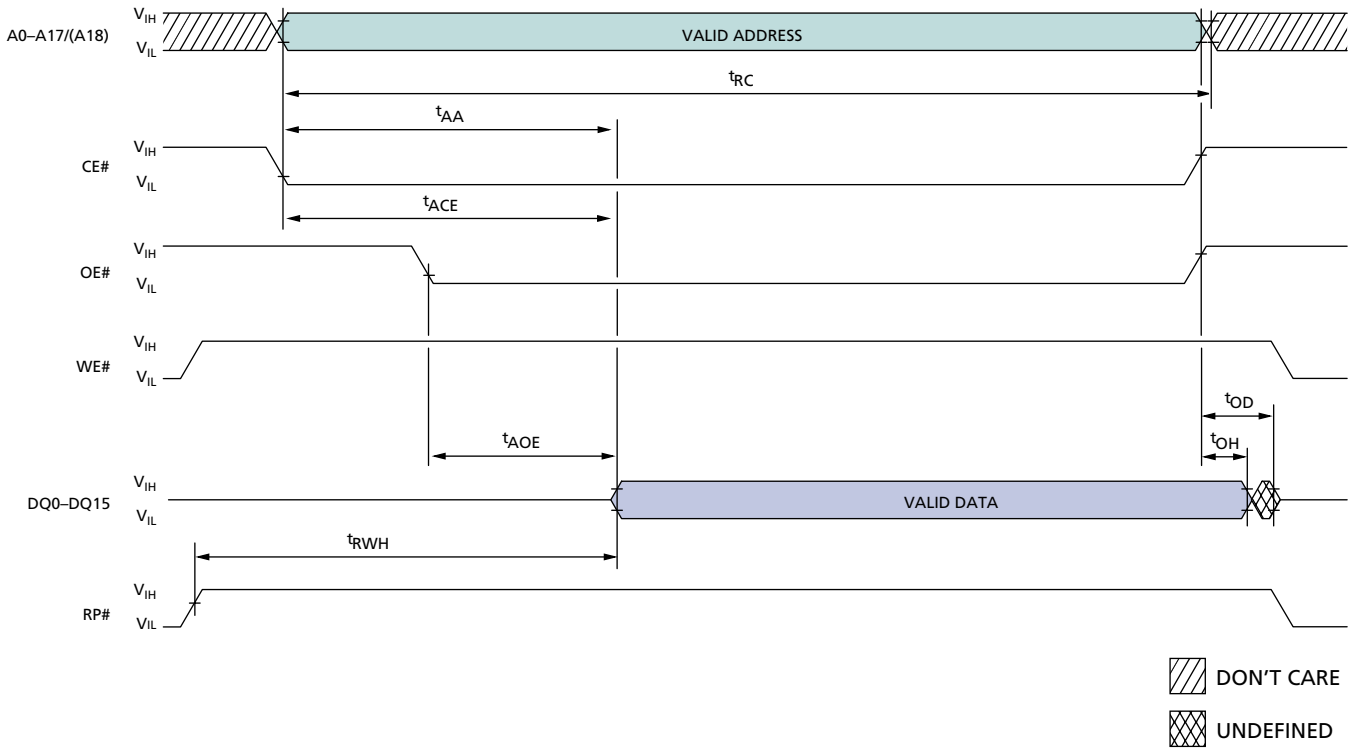 VIH
A0–A17/(A18)
VIL
VALID ADDRESS
tRC
tAA
VIH
CE#
VIL
tACE
VIH
OE#
VIL
VIH
WE#
VIL
tOD
tAOE
tOH
VIH
DQ0–DQ15
VIL
VALID DATA
tRWH
VIH
RP#
VIL
DON'T CARE
UNDEFINED